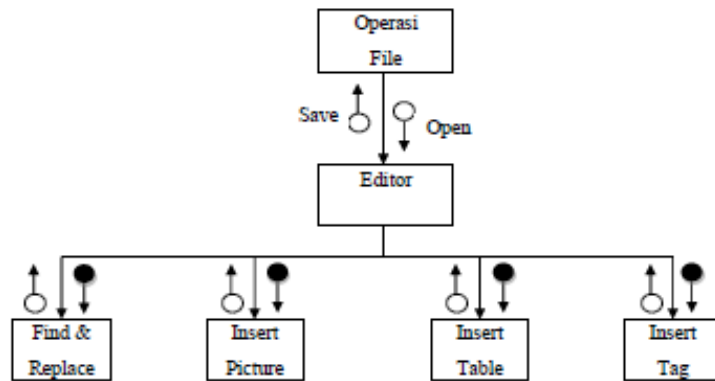 Operasi
File
Save
Open
Editor
Find &
Replace
Insert
Picture
Insert
Table
Insert
Tag